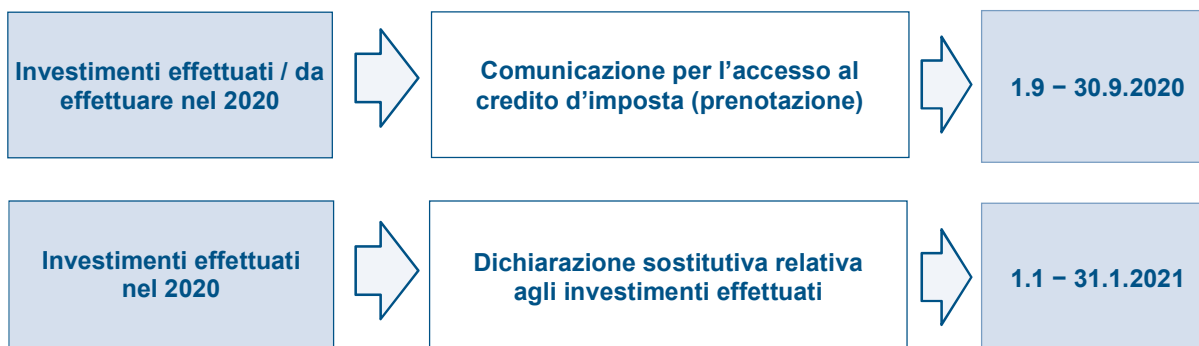 Investimenti effettuati / da
effettuare nel 2020
Comunicazione per l’accesso al
credito d’imposta (prenotazione)
1.9 − 30.9.2020
Investimenti effettuati
nel 2020
Dichiarazione sostitutiva relativa
agli investimenti effettuati
1.1 − 31.1.2021